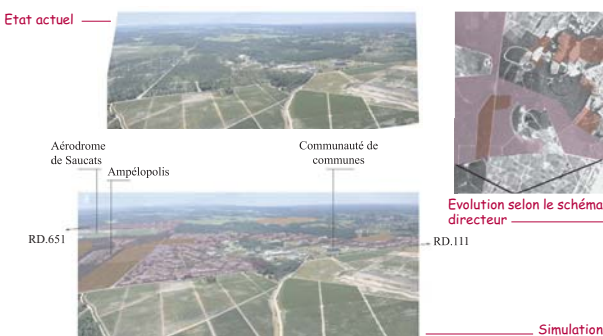 Etat actuel
Aérodrome
de Saucats
Ampélopolis
Communauté de
communes
RD.651
RD.111
Evolution selon le schéma
directeur
Simulation